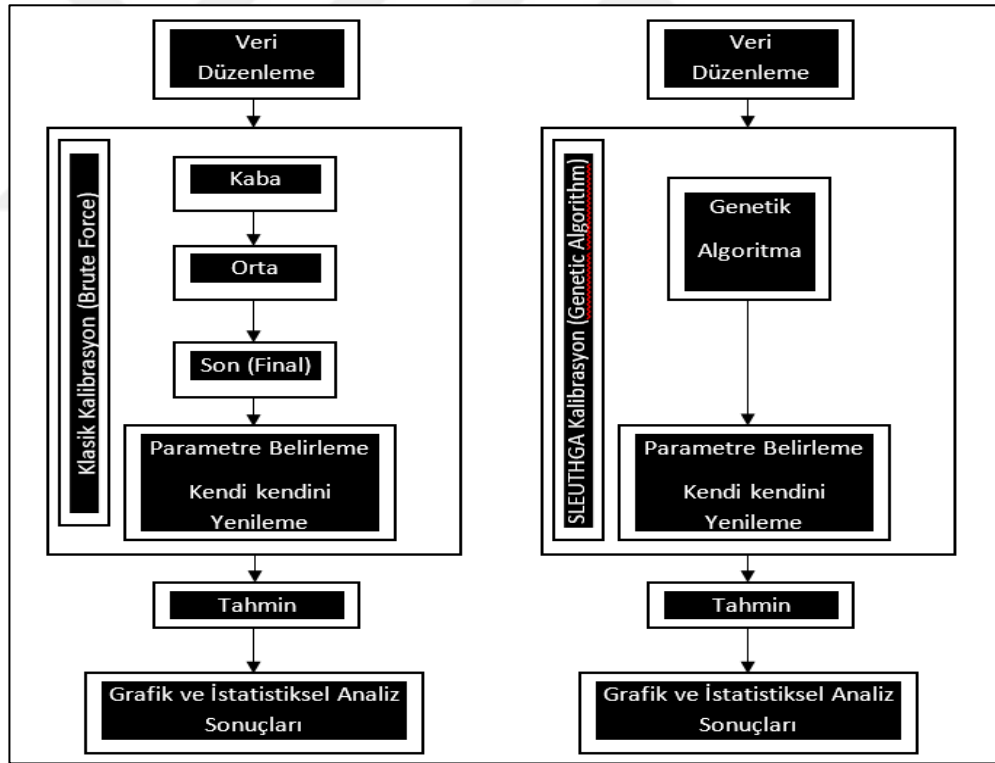 Veri
Düzenleme
Klasik Kalibrasyon (Brute Force)
Kaba
Orta
Son (Final)
Parametre Belirleme
Kendi kendini
Yenileme
Tahmin
Grafik ve İstatistiksel Analiz
Sonuçları
Veri
Düzenleme
SLEUTHGA Kalibrasyon (Genetic Algorithm)
Genetik
Algoritma
Parametre Belirleme
Kendi kendini
Yenileme
Tahmin
Grafik ve İstatistiksel Analiz
Sonuçları